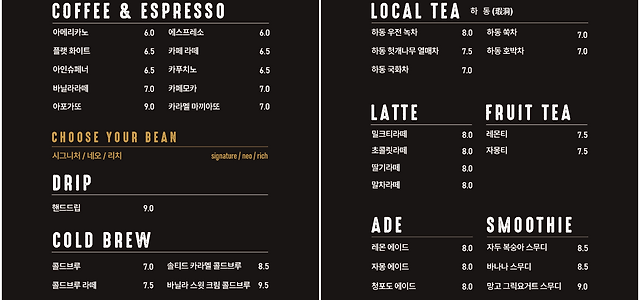 COFFEE & ESPRESSO
아메리카노 6.0 에스프레소 6.0
플랫 화이트 6.5 카페 라떼 6.5
아인슈페너 6.5 카푸치노 6.5
바닐라라떼 7.0 카페모카 7.0
아포가또 9.0 카라멜 마끼아또 7.0
CHOOSE YOUR BEAN
시그니처 / 네오 / 리치 signature / neo / rich
DRIP
핸드드립 9.0
COLD BREW
콜드브루 7.0 솔티드 카라멜 콜드브루 8.5
콜드브루 라떼 7.5 바닐라 스윗 크림 콜드브루 9.5
LOCAL TEA 하 동(瑕洞)
하동 우전 녹차 8.0 하동 쑥차 7.0
하동 헛개나무 열매차 7.5 하동 호박차 7.0
하동 국화차 7.0
LATTE FRUIT TEA
밀크티라떼 8.0 레몬티 7.5
초콜릿라떼 8.0 자몽티 7.5
딸기라떼 8.0
말차라떼 8.0
ADE SMOOTHIE
레몬 에이드 8.0 자두 복숭아 스무디 8.5
자몽 에이드 8.0 바나나 스무디 8.5
청포도 에이드 8.0 망고 그릭요거트 스무디 9.0